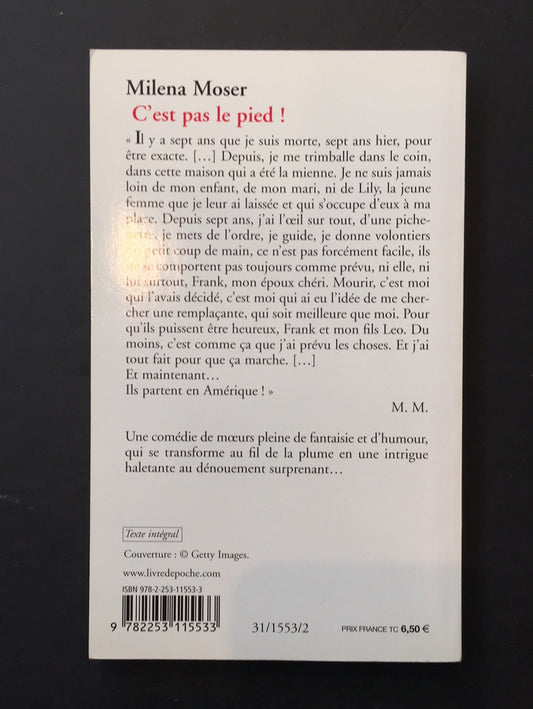 Milena Moser
C'est pas le pied !
« Il y a sept ans que je suis morte, sept ans hier, pour
être exacte. […] Depuis, je me trimballe dans le coin,
dans cette maison qui a été la mienne. Je ne suis jamais
loin de mon enfant, de mon mari, ni de Lily, la jeune
femme que je leur ai laissée et qui s'occupe d'eux à ma
place. Depuis sept ans, j'ai l'œil sur tout, d'une piche-
nette, je mets de l'ordre, je guide, je donne volontiers
un petit coup de main, ce n'est pas forcément facile, ils
ne se comportent pas toujours comme prévu, ni elle, ni
lui surtout, Frank, mon époux chéri. Mourir, c'est moi
qui l'avais décidé, c'est moi qui ai eu l'idée de me cher-
cher une remplaçante, qui soit meilleure que moi. Pour
qu'ils puissent être heureux, Frank et mon fils Leo. Du
moins, c'est comme ça que j'ai prévu les choses. Et j'ai
tout fait pour que ça marche. […]
Et maintenant…
Ils partent en Amérique ! »
M. M.
Une comédie de mœurs pleine de fantaisie et d'humour,
qui se transforme au fil de la plume en une intrigue
haletante au dénouement surprenant…
Texte intégral
Couverture : © Getty Images.
www.livredepoche.com
ISBN 978-2-253-11553-3
9 782253 115533
31/1553/2
PRIX FRANCE TC 6,50 €